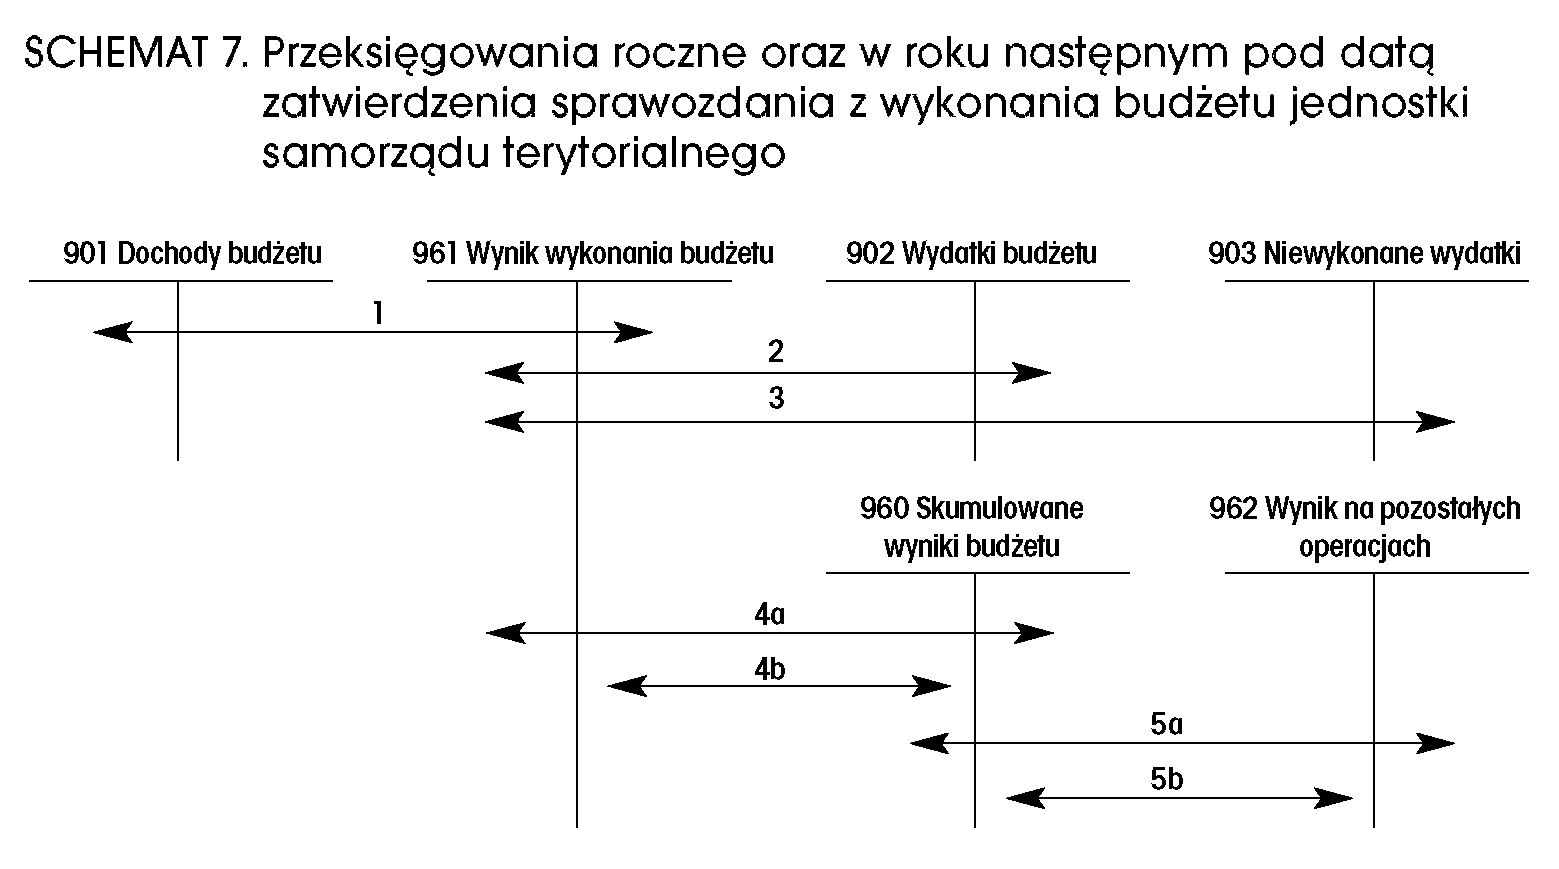 SCHEMAT 7. Przeksięgowania roczne oraz w roku następnym pod datą
zatwierdzenia sprawozdania z wykonania budżetu jednostki
samorządu terytorialnego
901 Dochody budżetu
961 Wynik wykonania budżetu
902 Wydatki budżetu
903 Niewykonane wydatki
1
2
3
960 Skumulowane
wyniki budżetu
962 Wynik na pozostałych
operacjach
4a
4b
5a
5b